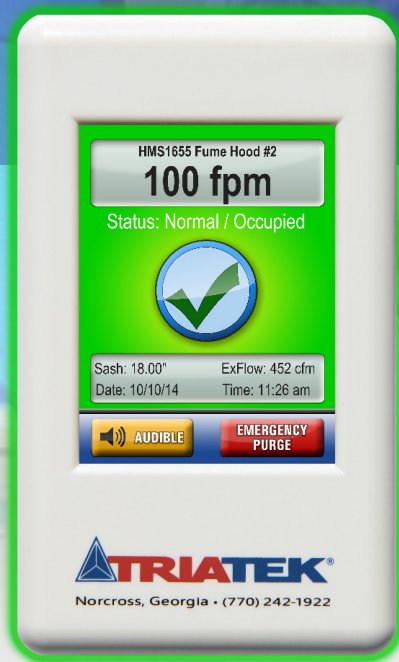 HMS1655 Fume Hood #2
100 fpm
Status: Normal / Occupied
Sash: 18.00" ExFlow: 452 cfm
Date: 10/10/14 Time: 11:26 am
AUDIBLE
EMERGENCY
PURGE
TRIATEK®
Norcross, Georgia • (770) 242-1922